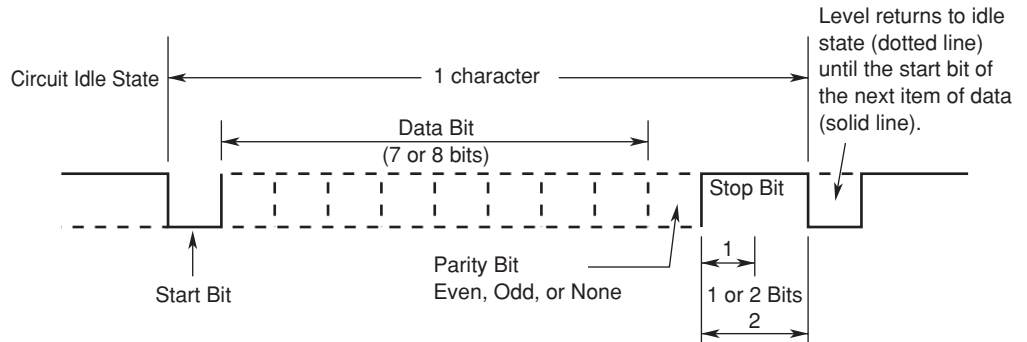 Level returns to idle
state (dotted line)
until the start bit of
the next item of data
(solid line).
Circuit Idle State
1 character
Data Bit
(7 or 8 bits)
Stop Bit
Parity Bit
Even, Odd, or None
Start Bit
1
1 or 2 Bits
2